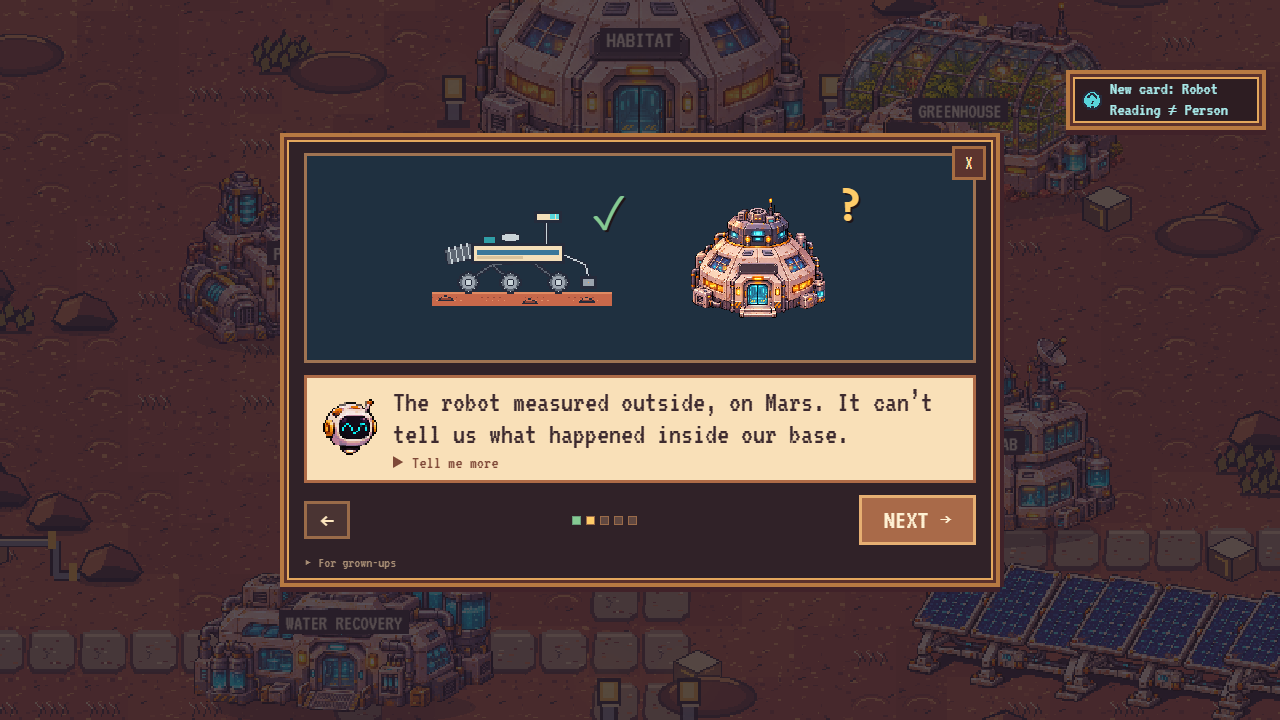 HABITAT
GREENHOUSE
New card: Robot
Reading ≠ Person
X
?
The robot measured outside, on Mars. It can't
tell us what happened inside our base.
▶ Tell me more
←
NEXT →
▸ For grown-ups
AB
WATER RECOVERY